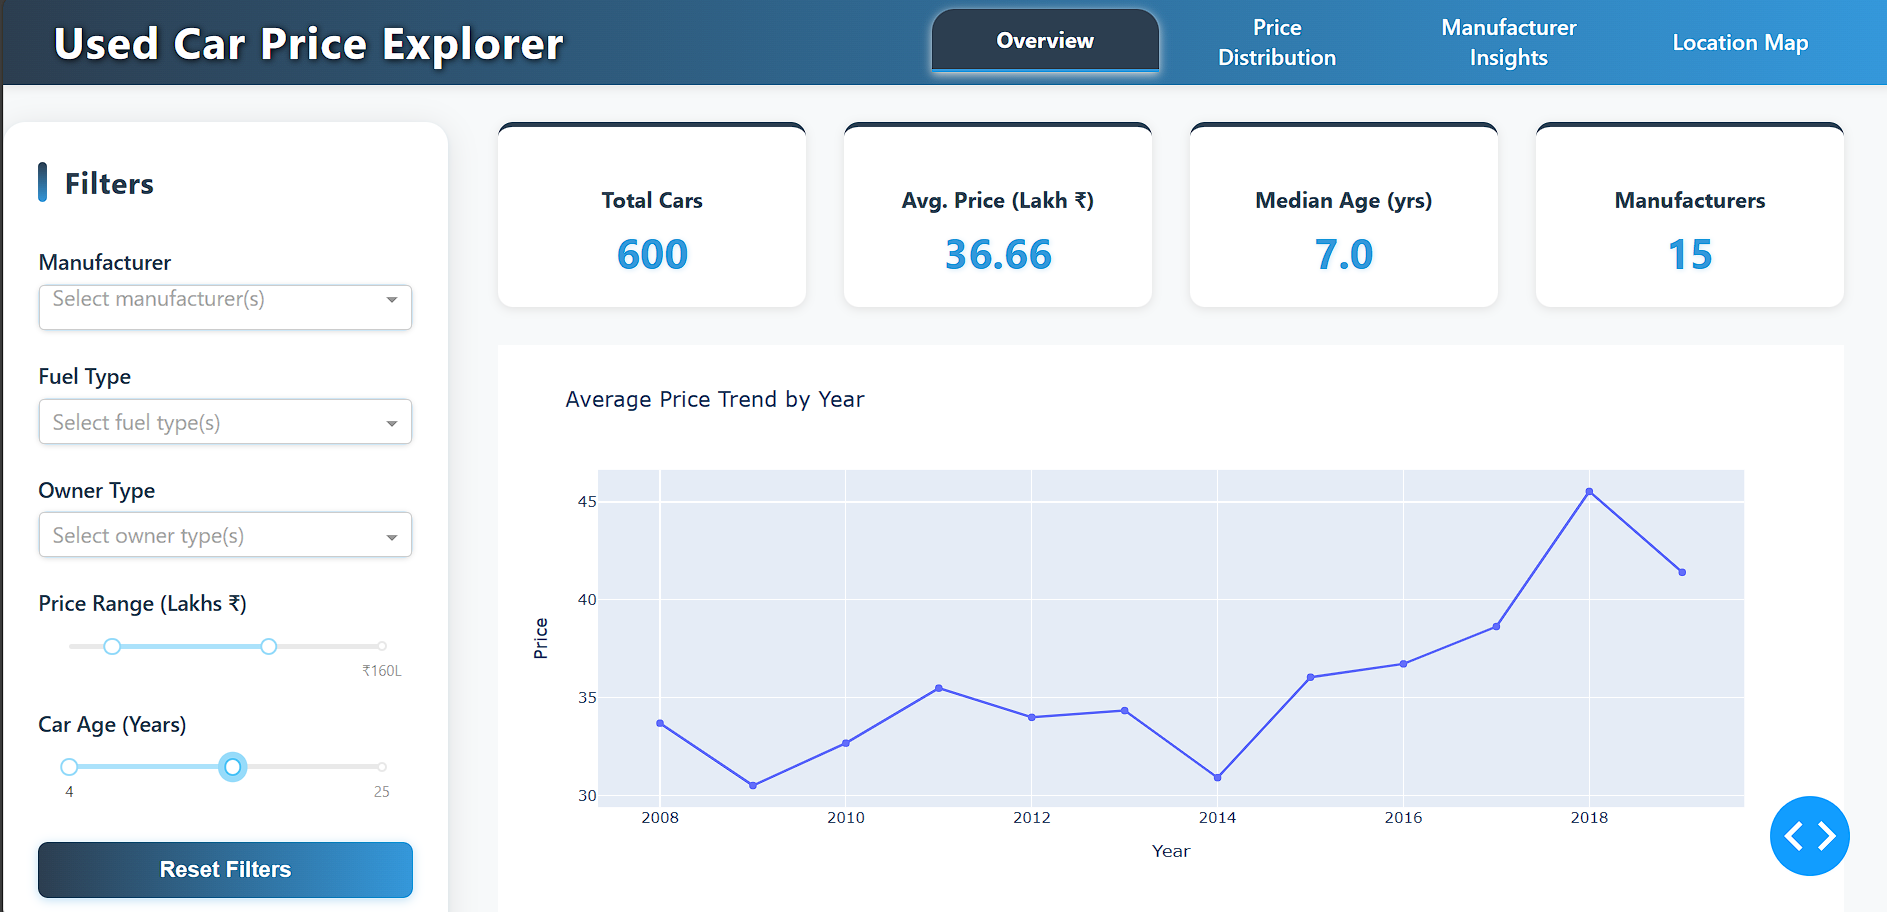 Used Car Price Explorer
Overview
Price
Distribution
Manufacturer
Insights
Location Map
Filters
Manufacturer
Select manufacturer(s)
Fuel Type
Select fuel type(s)
Owner Type
Select owner type(s)
Price Range (Lakhs ₹)
₹160L
Car Age (Years)
4
25
Reset Filters
Total Cars
600
Avg. Price (Lakh ₹)
36.66
Median Age (yrs)
7.0
Manufacturers
15
Average Price Trend by Year
Price
45
40
35
30
2008
2010
2012
2014
2016
2018
Year